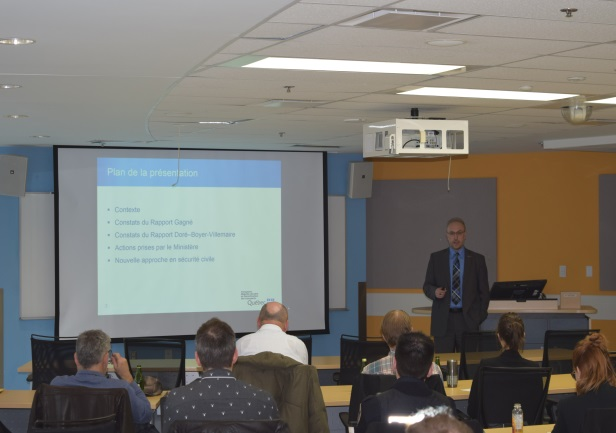 Plan de la présentation
• Contexte
• Constats du Rapport Gagné
• Constats du Rapport Doré-Goyer-Villemaire
• Actions prises par le Ministère
• Nouvelle approche en sécurité civile
Québec